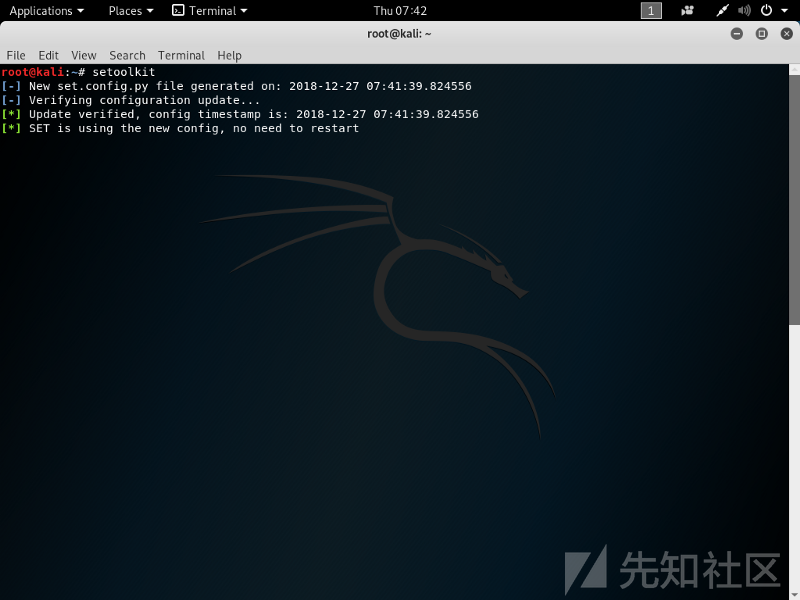 Applications Places Terminal Thu 07:42 1
root@kali: ~
File Edit View Search Terminal Help
root@kali:~# setoolkit
[-] New set.config.py file generated on: 2018-12-27 07:41:39.824556
[-] Verifying configuration update...
[*] Update verified, config timestamp is: 2018-12-27 07:41:39.824556
[*] SET is using the new config, no need to restart
先知社区